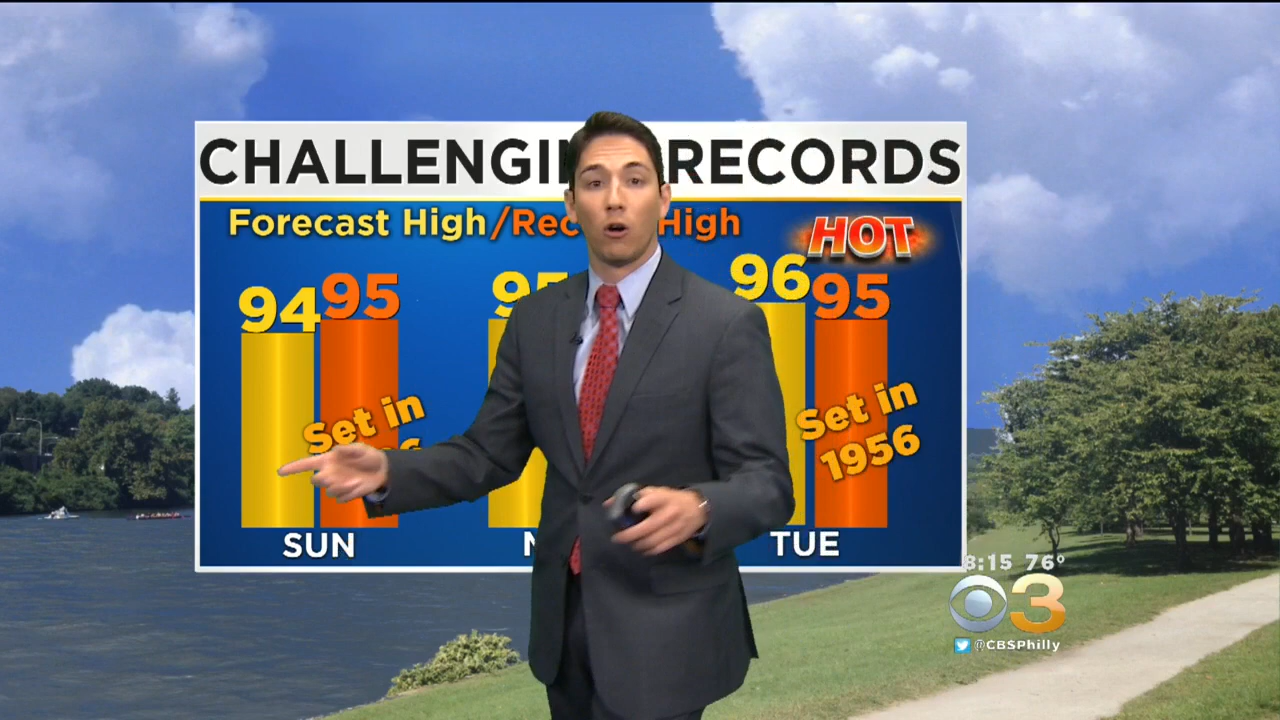 CHALLENGI RECORDS
Forecast High/Rec High
HOT
94 95 95 96 95
Set in
Set in
1956
SUN
TUE
8:15 76°
3
@CBSPhilly